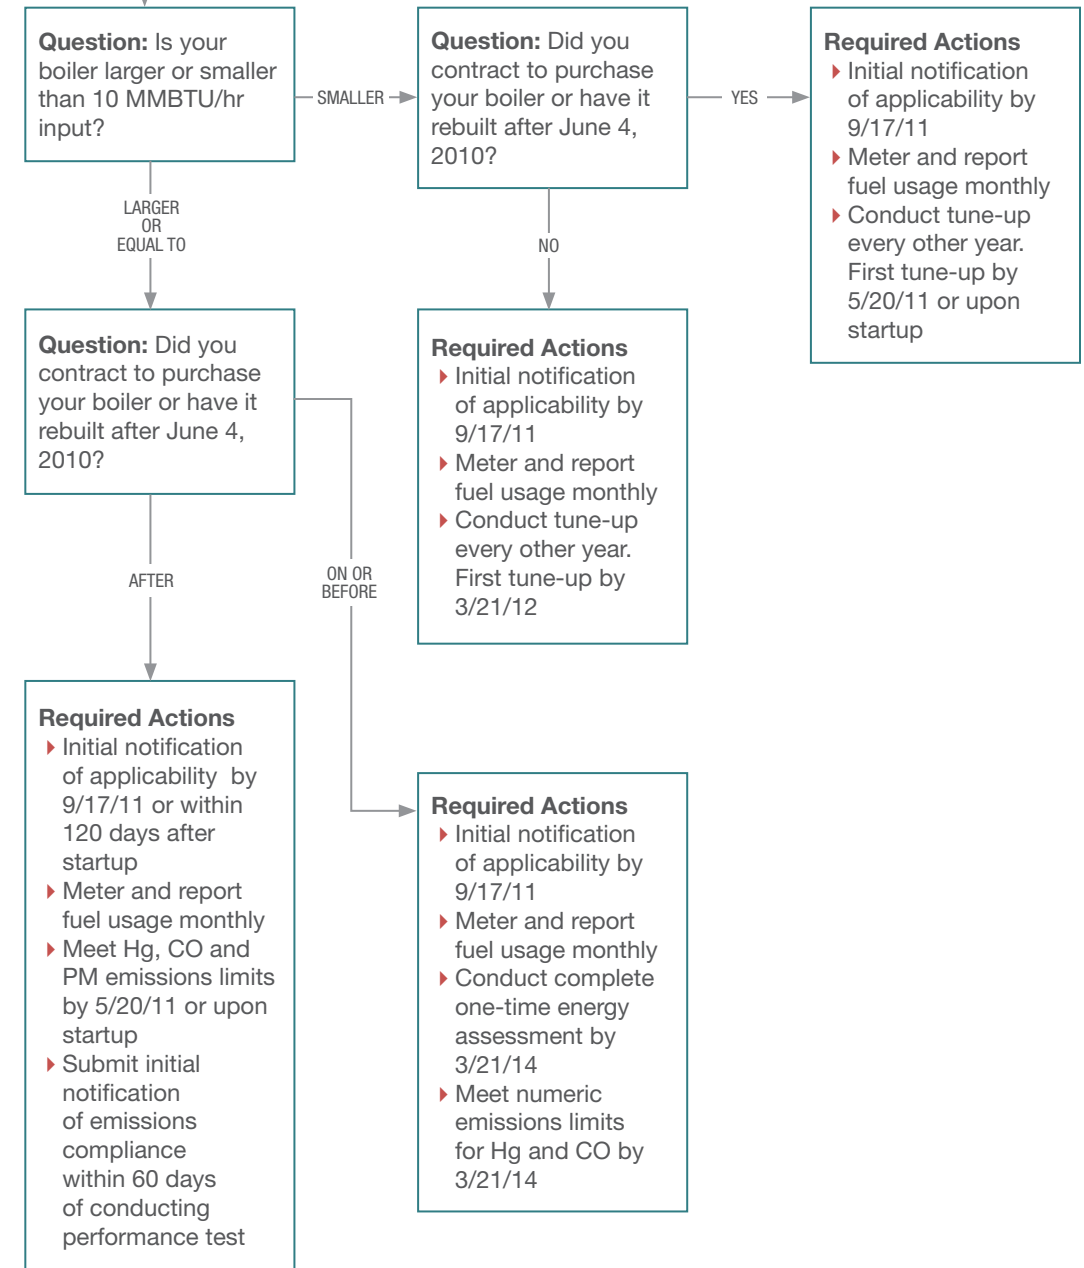 Question: Is your
boiler larger or smaller
than 10 MMBTU/hr
input?
SMALLER
Question: Did you
contract to purchase
your boiler or have it
rebuilt after June 4,
2010?
YES
Required Actions
Initial notification
of applicability by
9/17/11
Meter and report
fuel usage monthly
Conduct tune-up
every other year.
First tune-up by
5/20/11 or upon
startup
LARGER
OR
EQUAL TO
NO
Question: Did you
contract to purchase
your boiler or have it
rebuilt after June 4,
2010?
Required Actions
Initial notification
of applicability by
9/17/11
Meter and report
fuel usage monthly
Conduct tune-up
every other year.
First tune-up by
3/21/12
AFTER
ON OR
BEFORE
Required Actions
Initial notification
of applicability by
9/17/11 or within
120 days after
startup
Meter and report
fuel usage monthly
Meet Hg, CO and
PM emissions limits
by 5/20/11 or upon
startup
Submit initial
notification
of emissions
compliance
within 60 days
of conducting
performance test
Required Actions
Initial notification
of applicability by
9/17/11
Meter and report
fuel usage monthly
Conduct complete
one-time energy
assessment by
3/21/14
Meet numeric
emissions limits
for Hg and CO by
3/21/14